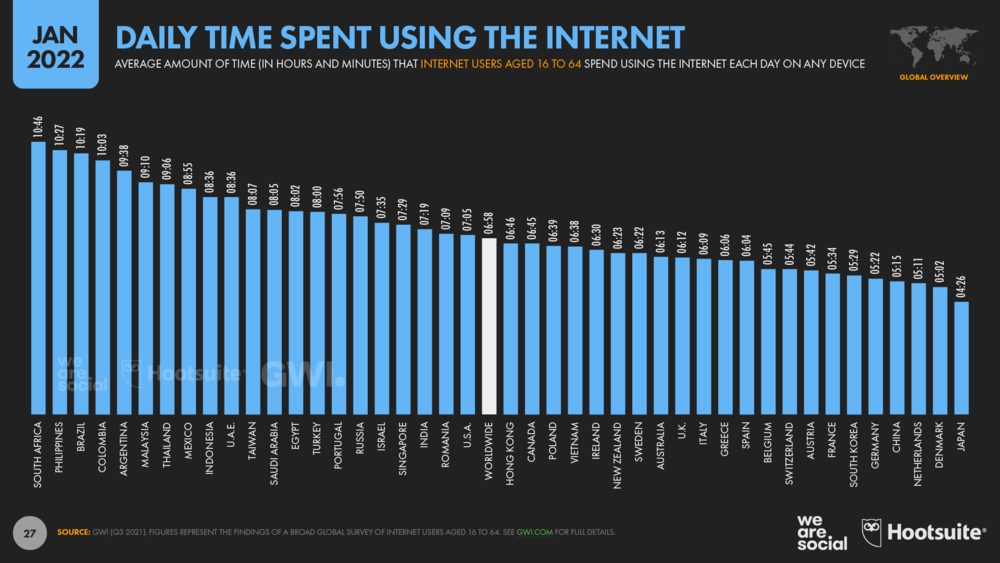 JAN
2022
DAILY TIME SPENT USING THE INTERNET
AVERAGE AMOUNT OF TIME (IN HOURS AND MINUTES) THAT INTERNET USERS AGED 16 TO 64 SPEND USING THE INTERNET EACH DAY ON ANY DEVICE
GLOBAL OVERVIEW
10:46
10:27
10:19
10:03
09:38
09:10
09:06
08:55
08:36
08:36
08:07
08:05
08:02
08:00
07:56
07:50
07:35
07:29
07:19
07:09
07:05
06:58
06:46
06:45
06:39
06:38
06:30
06:23
06:22
06:13
06:12
06:09
06:06
06:04
05:45
05:44
05:42
05:34
05:29
05:22
05:15
05:11
05:02
04:26
we
are
social
Hootsuite®
GWI.
SOUTH AFRICA
PHILIPPINES
BRAZIL
COLOMBIA
ARGENTINA
MALAYSIA
THAILAND
MEXICO
INDONESIA
U.A.E.
TAIWAN
SAUDI ARABIA
EGYPT
TURKEY
PORTUGAL
RUSSIA
ISRAEL
SINGAPORE
INDIA
ROMANIA
U.S.A.
WORLDWIDE
HONG KONG
CANADA
POLAND
VIETNAM
IRELAND
NEW ZEALAND
SWEDEN
AUSTRALIA
U.K.
ITALY
GREECE
SPAIN
BELGIUM
SWITZERLAND
AUSTRIA
FRANCE
SOUTH KOREA
GERMANY
CHINA
NETHERLANDS
DENMARK
JAPAN
27
SOURCE: GWI (Q3 2021). FIGURES REPRESENT THE FINDINGS OF A BROAD GLOBAL SURVEY OF INTERNET USERS AGED 16 TO 64. SEE GWI.COM FOR FULL DETAILS.
we
are
social
Hootsuite®